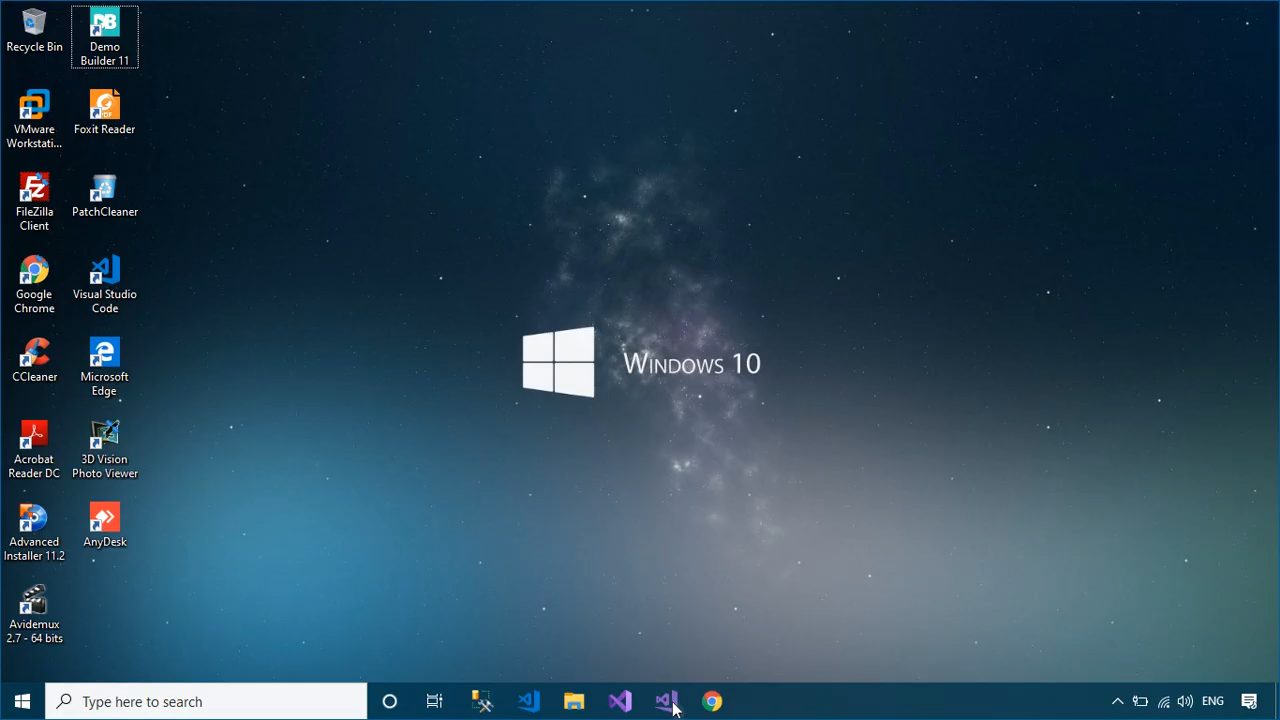 Recycle Bin
Demo
Builder 11
VMware
Workstati...
Foxit Reader
FileZilla
Client
PatchCleaner
Google
Chrome
Visual Studio
Code
CCleaner
Microsoft
Edge
Acrobat
Reader DC
3D Vision
Photo Viewer
Advanced
Installer 11.2
AnyDesk
Avidemux
2.7 - 64 bits
Windows 10
Type here to search
ENG